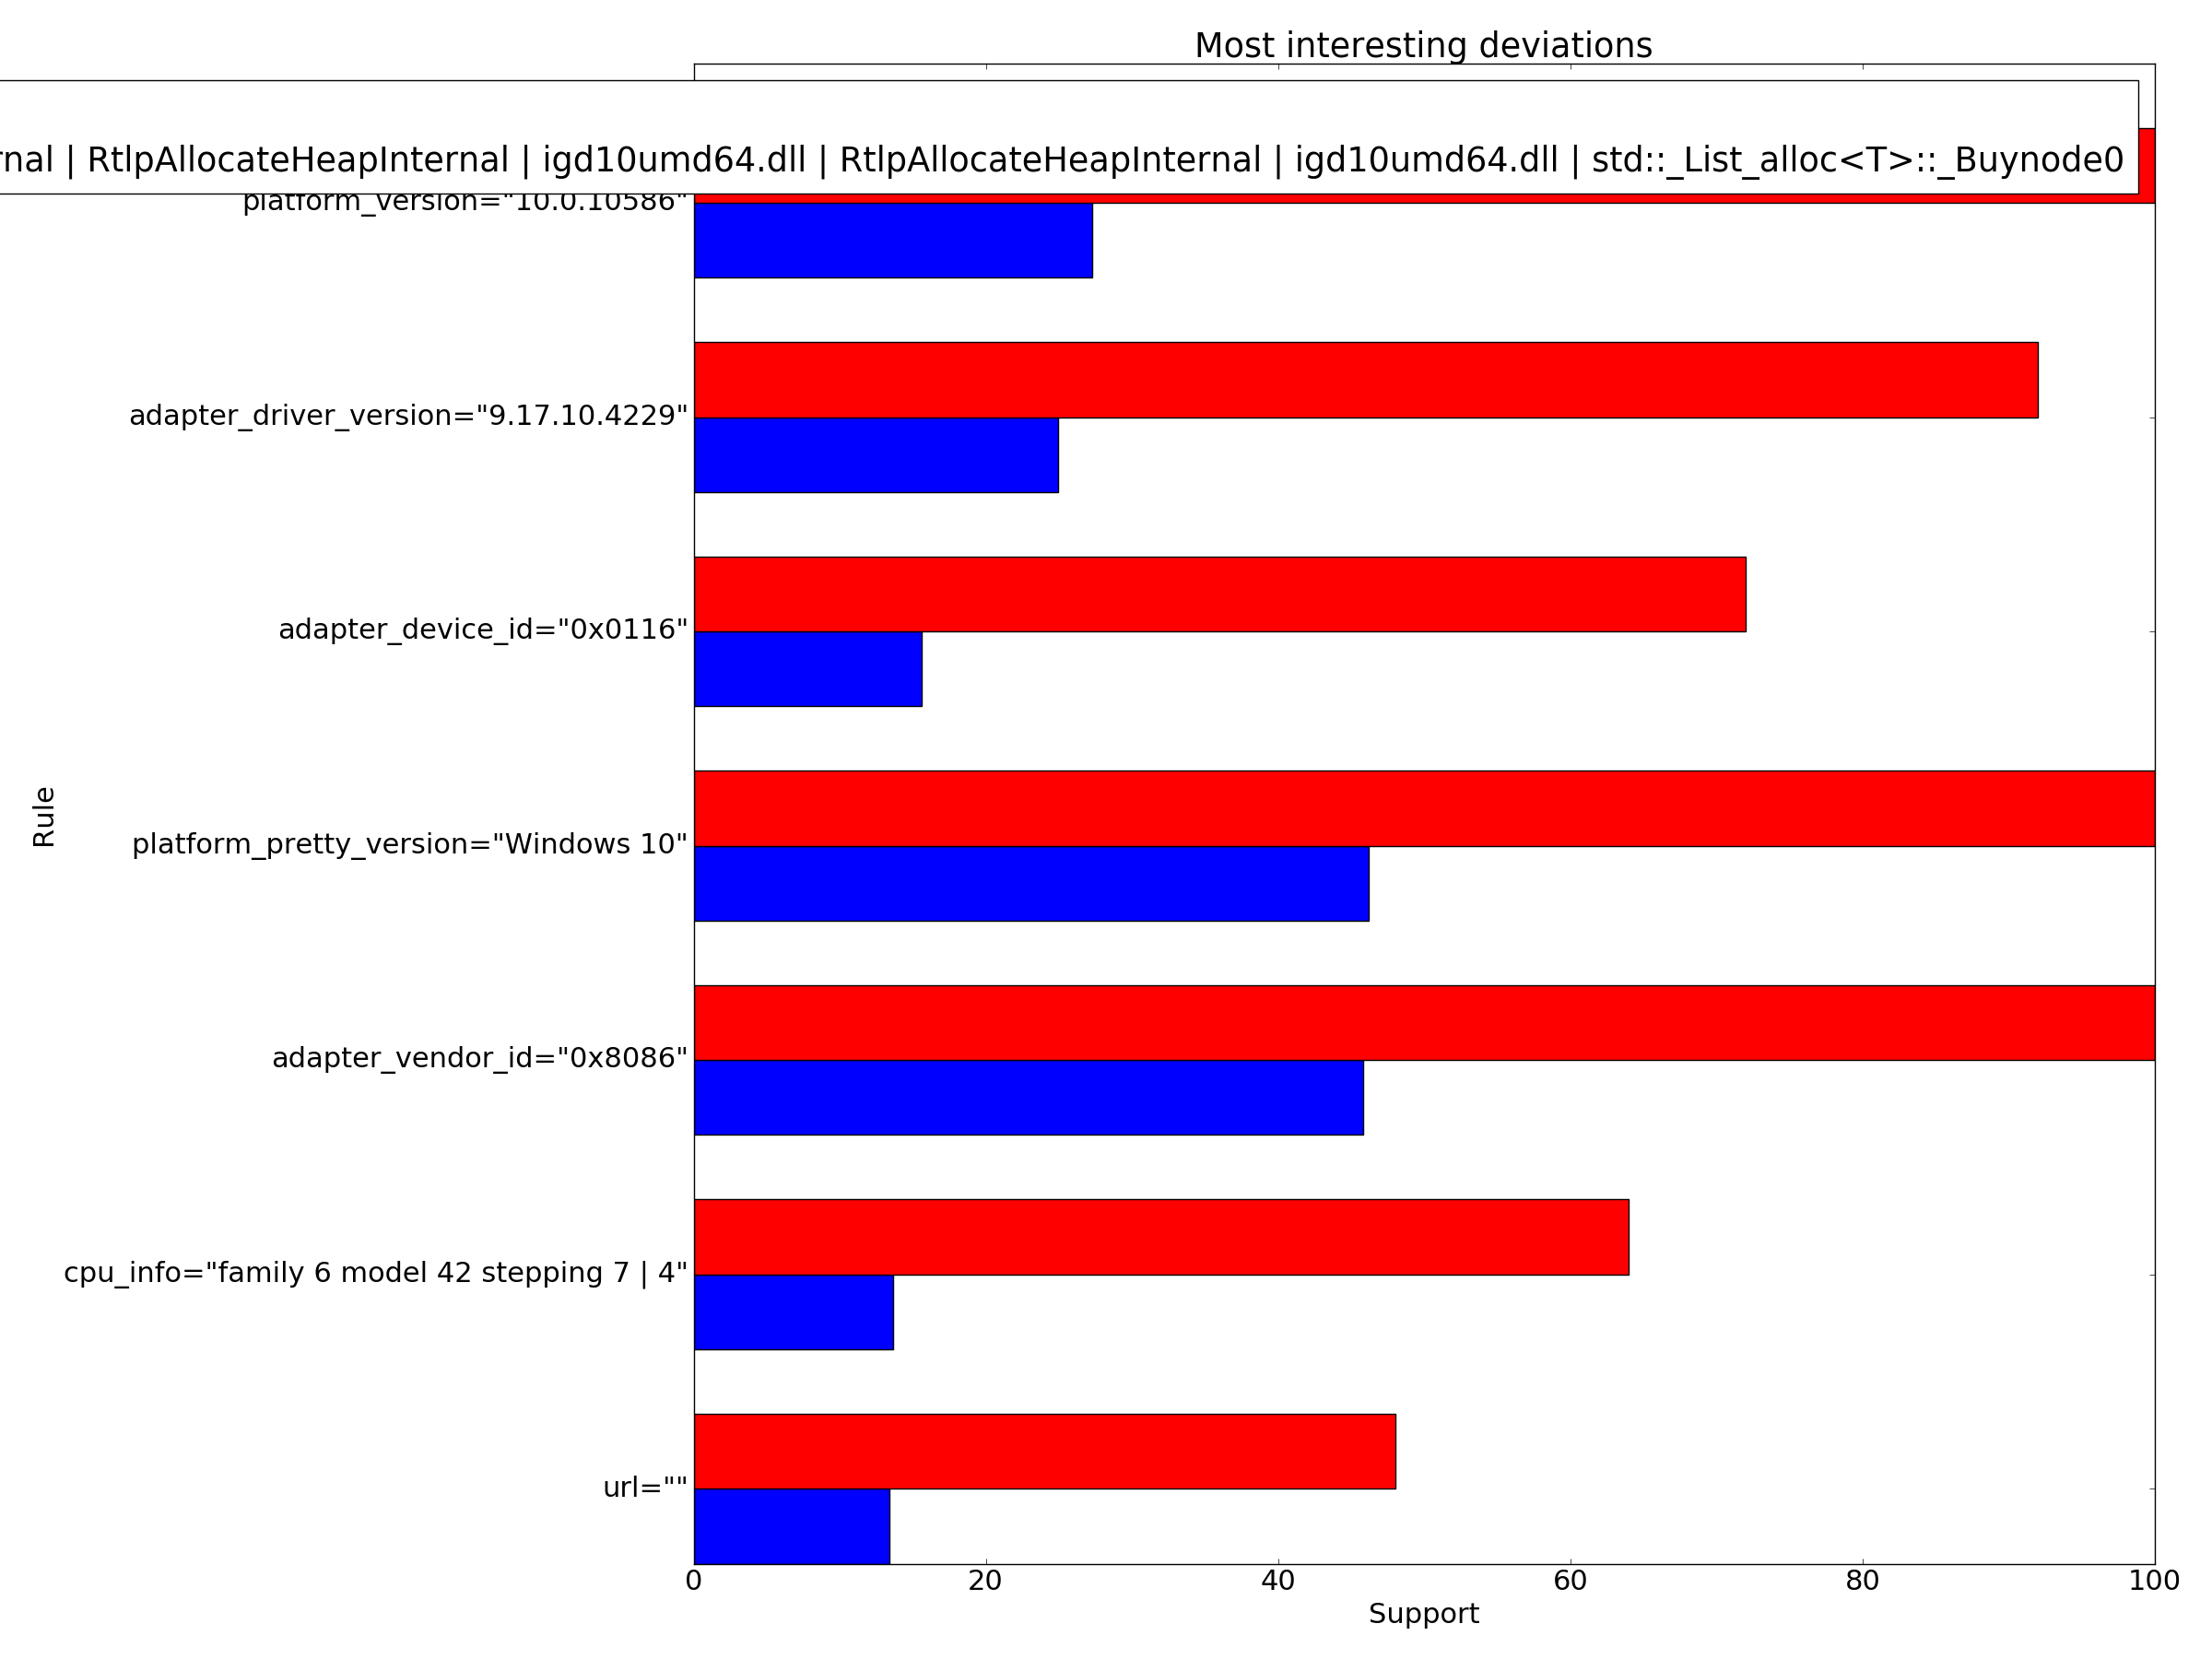 Most interesting deviations
rnal | RtlpAllocateHeapInternal | igd10umd64.dll | RtlpAllocateHeapInternal | igd10umd64.dll | std::_List_alloc<T>::_Buynode0
platform_version="10.0.10586"
adapter_driver_version="9.17.10.4229"
adapter_device_id="0x0116"
platform_pretty_version="Windows 10"
adapter_vendor_id="0x8086"
cpu_info="family 6 model 42 stepping 7 | 4"
url=""
Rule
0 20 40 60 80 100
Support